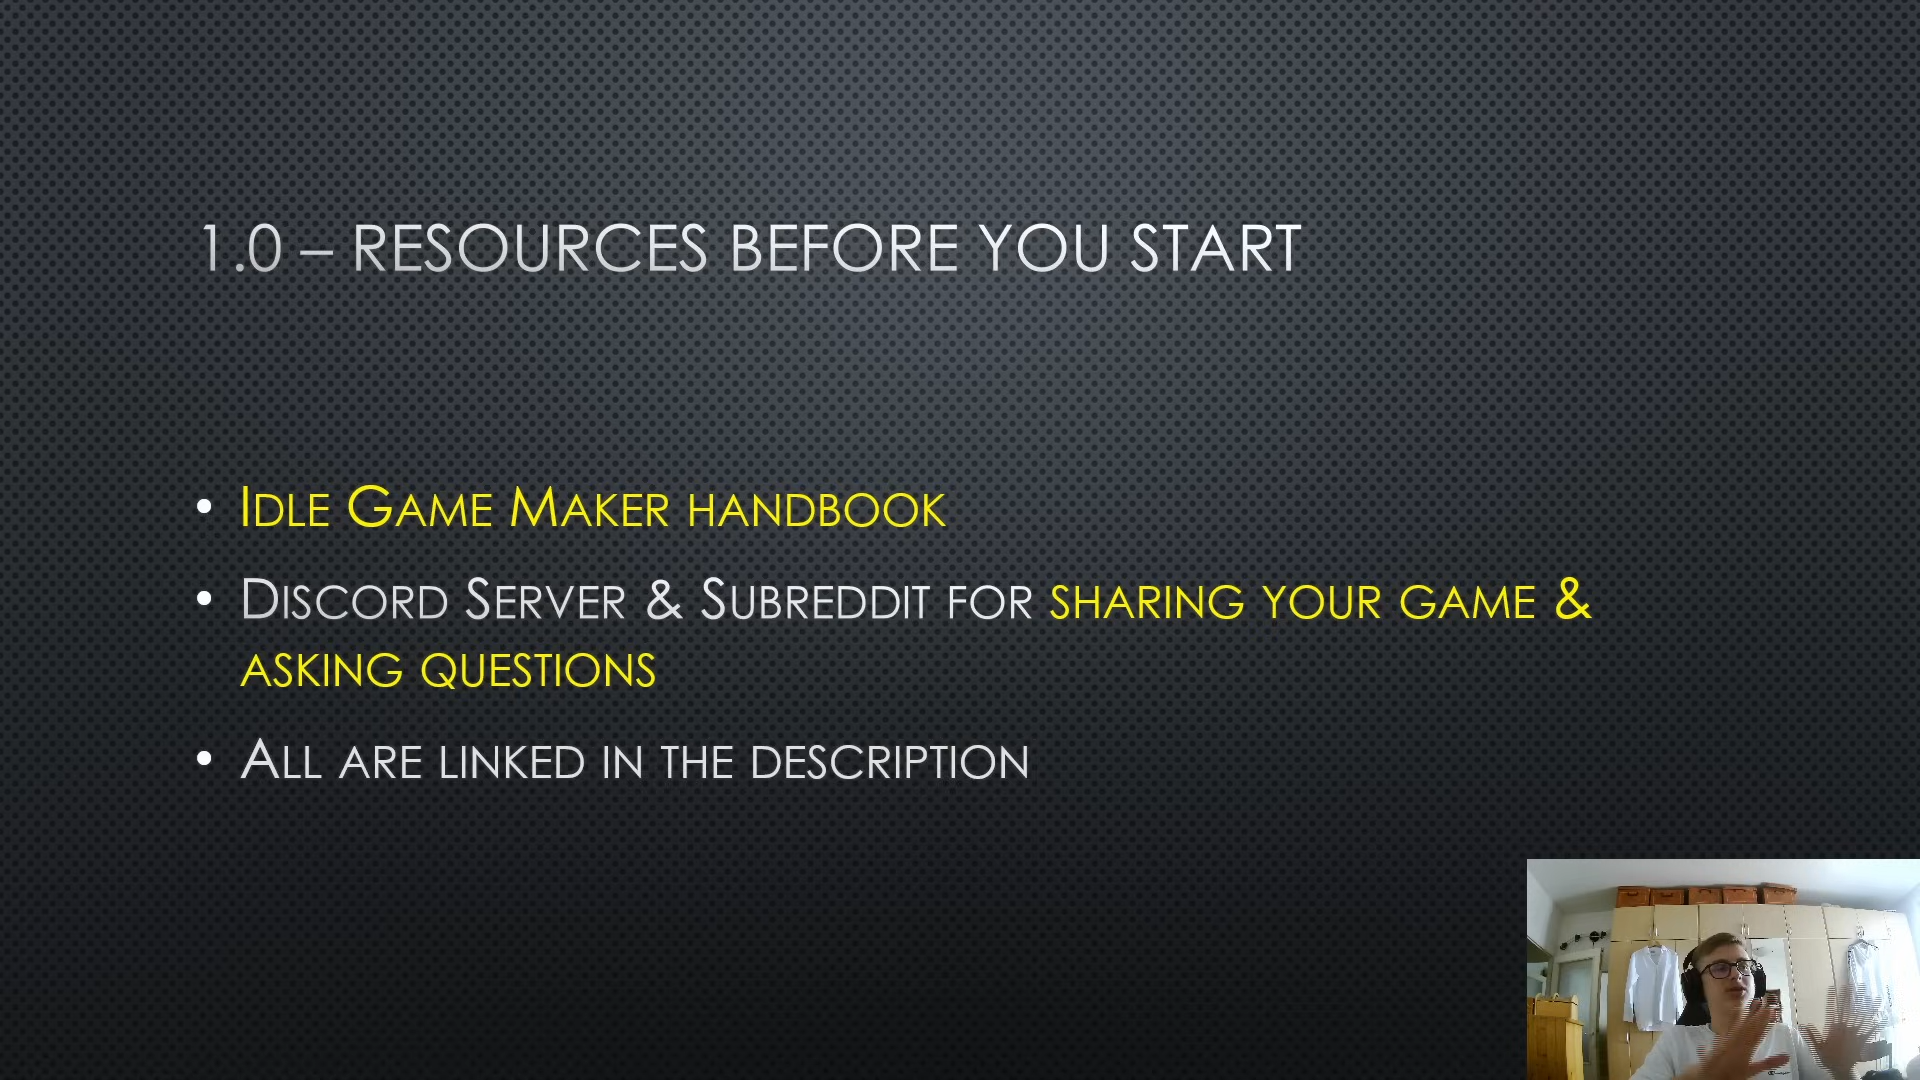 1.0 – RESOURCES BEFORE YOU START
• IDLE GAME MAKER HANDBOOK
• DISCORD SERVER & SUBREDDIT FOR SHARING YOUR GAME &
ASKING QUESTIONS
• ALL ARE LINKED IN THE DESCRIPTION